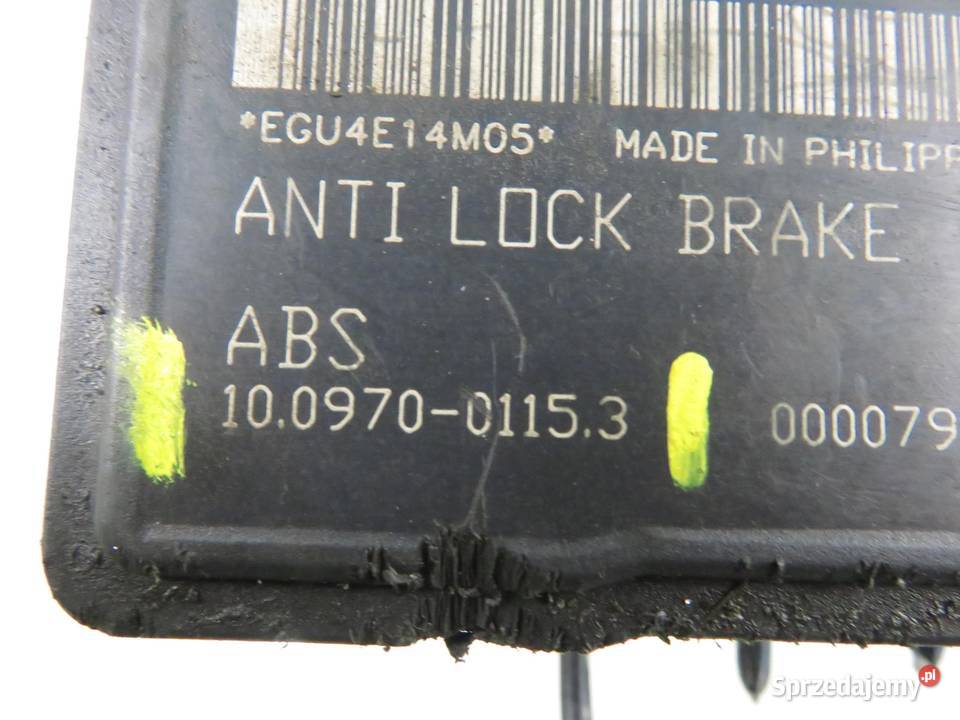 *EGU4E14M05* MADE IN PHILIPP
ANTI LOCK BRAKE
ABS
10.0970-0115.3 000079
Sprzedajemy.pl